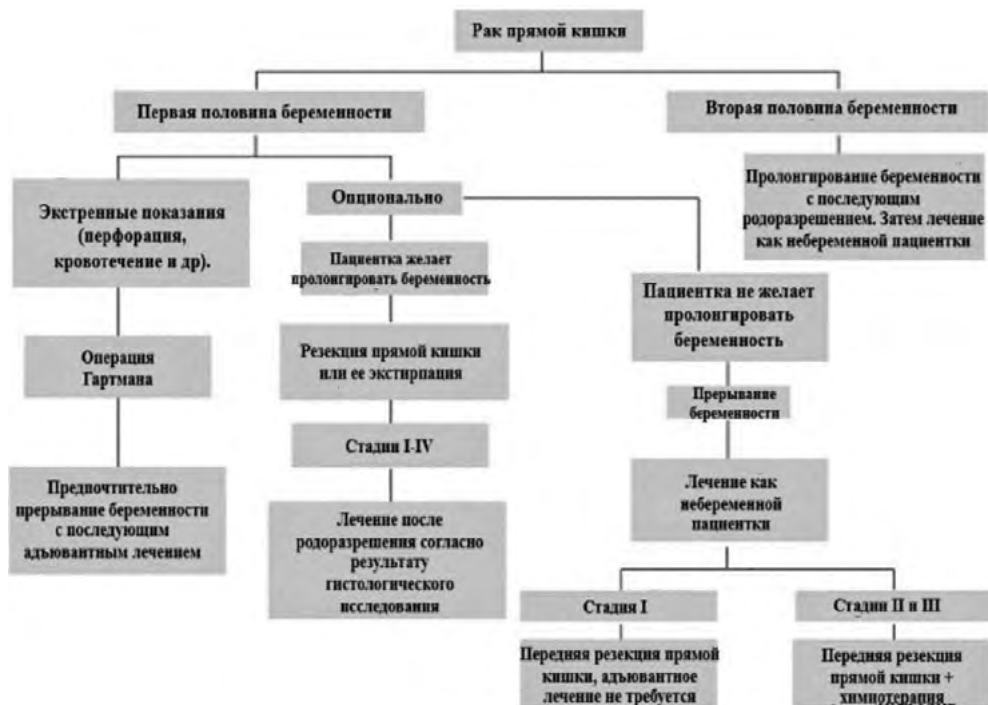 Рак прямой кишки
Первая половина беременности
Вторая половина беременности
Экстренные показания
(перфорация,
кровотечение и др).
Опционально
Пролонгирование беременности
с последующим
родоразрешением. Затем лечение
как небеременной пациентки
Пациентка желает
пролонгировать беременность
Пациентка не желает
пролонгировать
беременность
Операция
Гартмана
Резекция прямой кишки
или ее экстирпация
Прерывание
беременности
Стадии I-IV
Предпочтительно
прерывание беременности
с последующим
адъювантным лечением
Лечение как
небеременной
пациентки
Лечение после
родоразрешения согласно
результату
гистологического
исследования
Стадия I
Стадии II и III
Передняя резекция прямой
кишки, адъювантное
лечение не требуется
Передняя резекция
прямой кишки +
химиотерапия